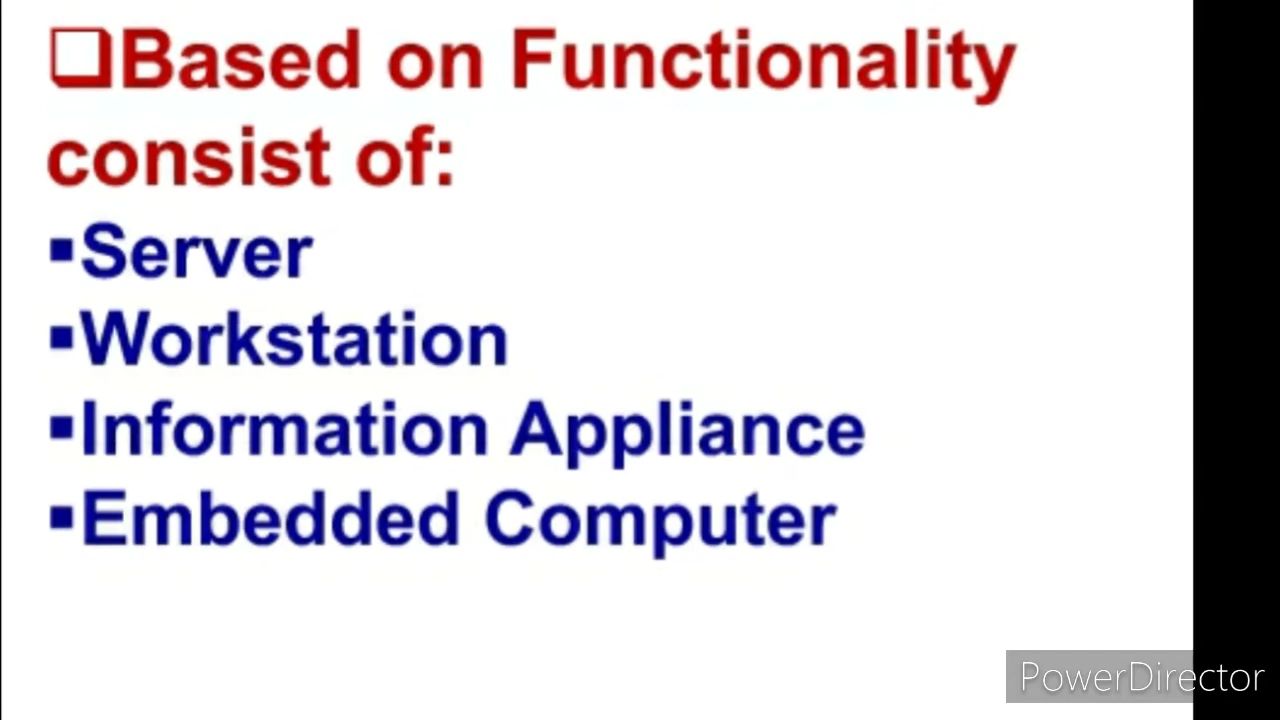 ❑Based on Functionality
consist of:
▪Server
▪Workstation
▪Information Appliance
▪Embedded Computer
PowerDirector